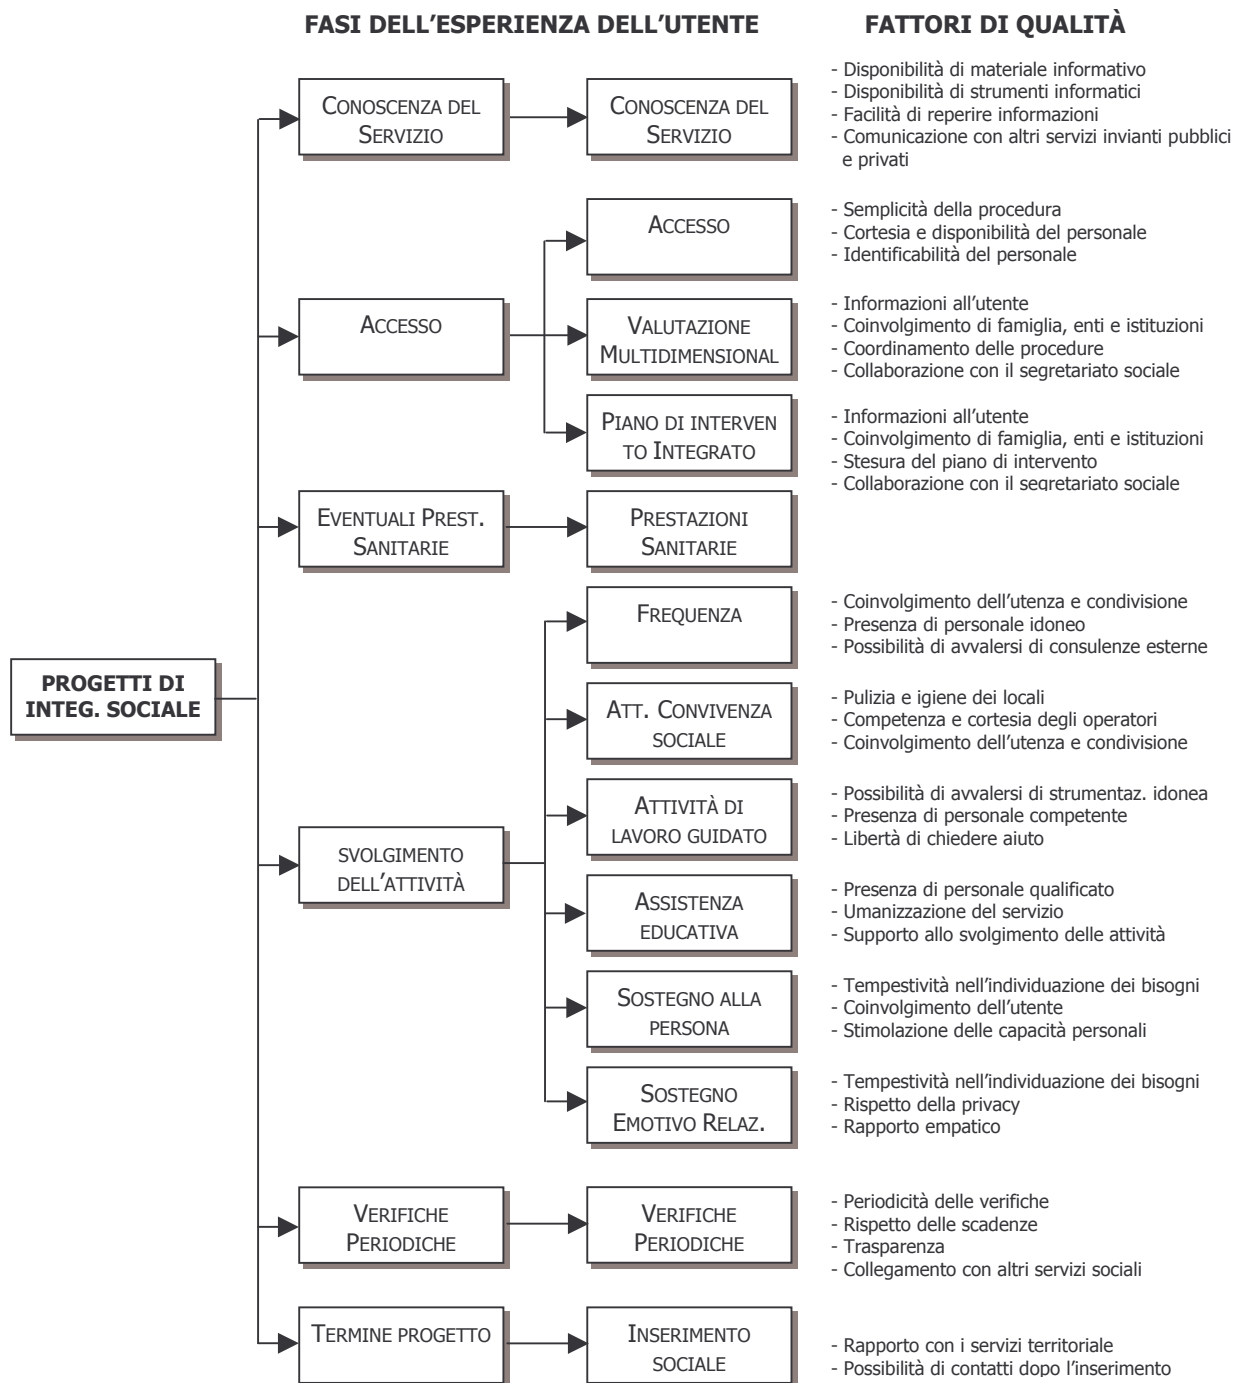 FASI DELL'ESPERIENZA DELL'UTENTE
FATTORI DI QUALITÀ
CONOSCENZA DEL
SERVIZIO
CONOSCENZA DEL
SERVIZIO
- Disponibilità di materiale informativo
- Disponibilità di strumenti informatici
- Facilità di reperire informazioni
- Comunicazione con altri servizi invianti pubblici
e privati
ACCESSO
ACCESSO
- Semplicità della procedura
- Cortesia e disponibilità del personale
- Identificabilità del personale
VALUTAZIONE
MULTIDIMENSIONAL
- Informazioni all'utente
- Coinvolgimento di famiglia, enti e istituzioni
- Coordinamento delle procedure
- Collaborazione con il segretariato sociale
PIANO DI INTERVEN
TO INTEGRATO
- Informazioni all'utente
- Coinvolgimento di famiglia, enti e istituzioni
- Stesura del piano di intervento
- Collaborazione con il segretariato sociale
EVENTUALI PREST.
SANITARIE
PRESTAZIONI
SANITARIE
PROGETTI DI
INTEG. SOCIALE
SVOLGIMENTO
DELL'ATTIVITÀ
FREQUENZA
- Coinvolgimento dell'utenza e condivisione
- Presenza di personale idoneo
- Possibilità di avvalersi di consulenze esterne
ATT. CONVIVENZA
SOCIALE
- Pulizia e igiene dei locali
- Competenza e cortesia degli operatori
- Coinvolgimento dell'utenza e condivisione
ATTIVITÀ DI
LAVORO GUIDATO
- Possibilità di avvalersi di strumentaz. idonea
- Presenza di personale competente
- Libertà di chiedere aiuto
ASSISTENZA
EDUCATIVA
- Presenza di personale qualificato
- Umanizzazione del servizio
- Supporto allo svolgimento delle attività
SOSTEGNO ALLA
PERSONA
- Tempestività nell'individuazione dei bisogni
- Coinvolgimento dell'utente
- Stimolazione delle capacità personali
SOSTEGNO
EMOTIVO RELAZ.
- Tempestività nell'individuazione dei bisogni
- Rispetto della privacy
- Rapporto empatico
VERIFICHE
PERIODICHE
VERIFICHE
PERIODICHE
- Periodicità delle verifiche
- Rispetto delle scadenze
- Trasparenza
- Collegamento con altri servizi sociali
TERMINE PROGETTO
INSERIMENTO
SOCIALE
- Rapporto con i servizi territoriale
- Possibilità di contatti dopo l'inserimento